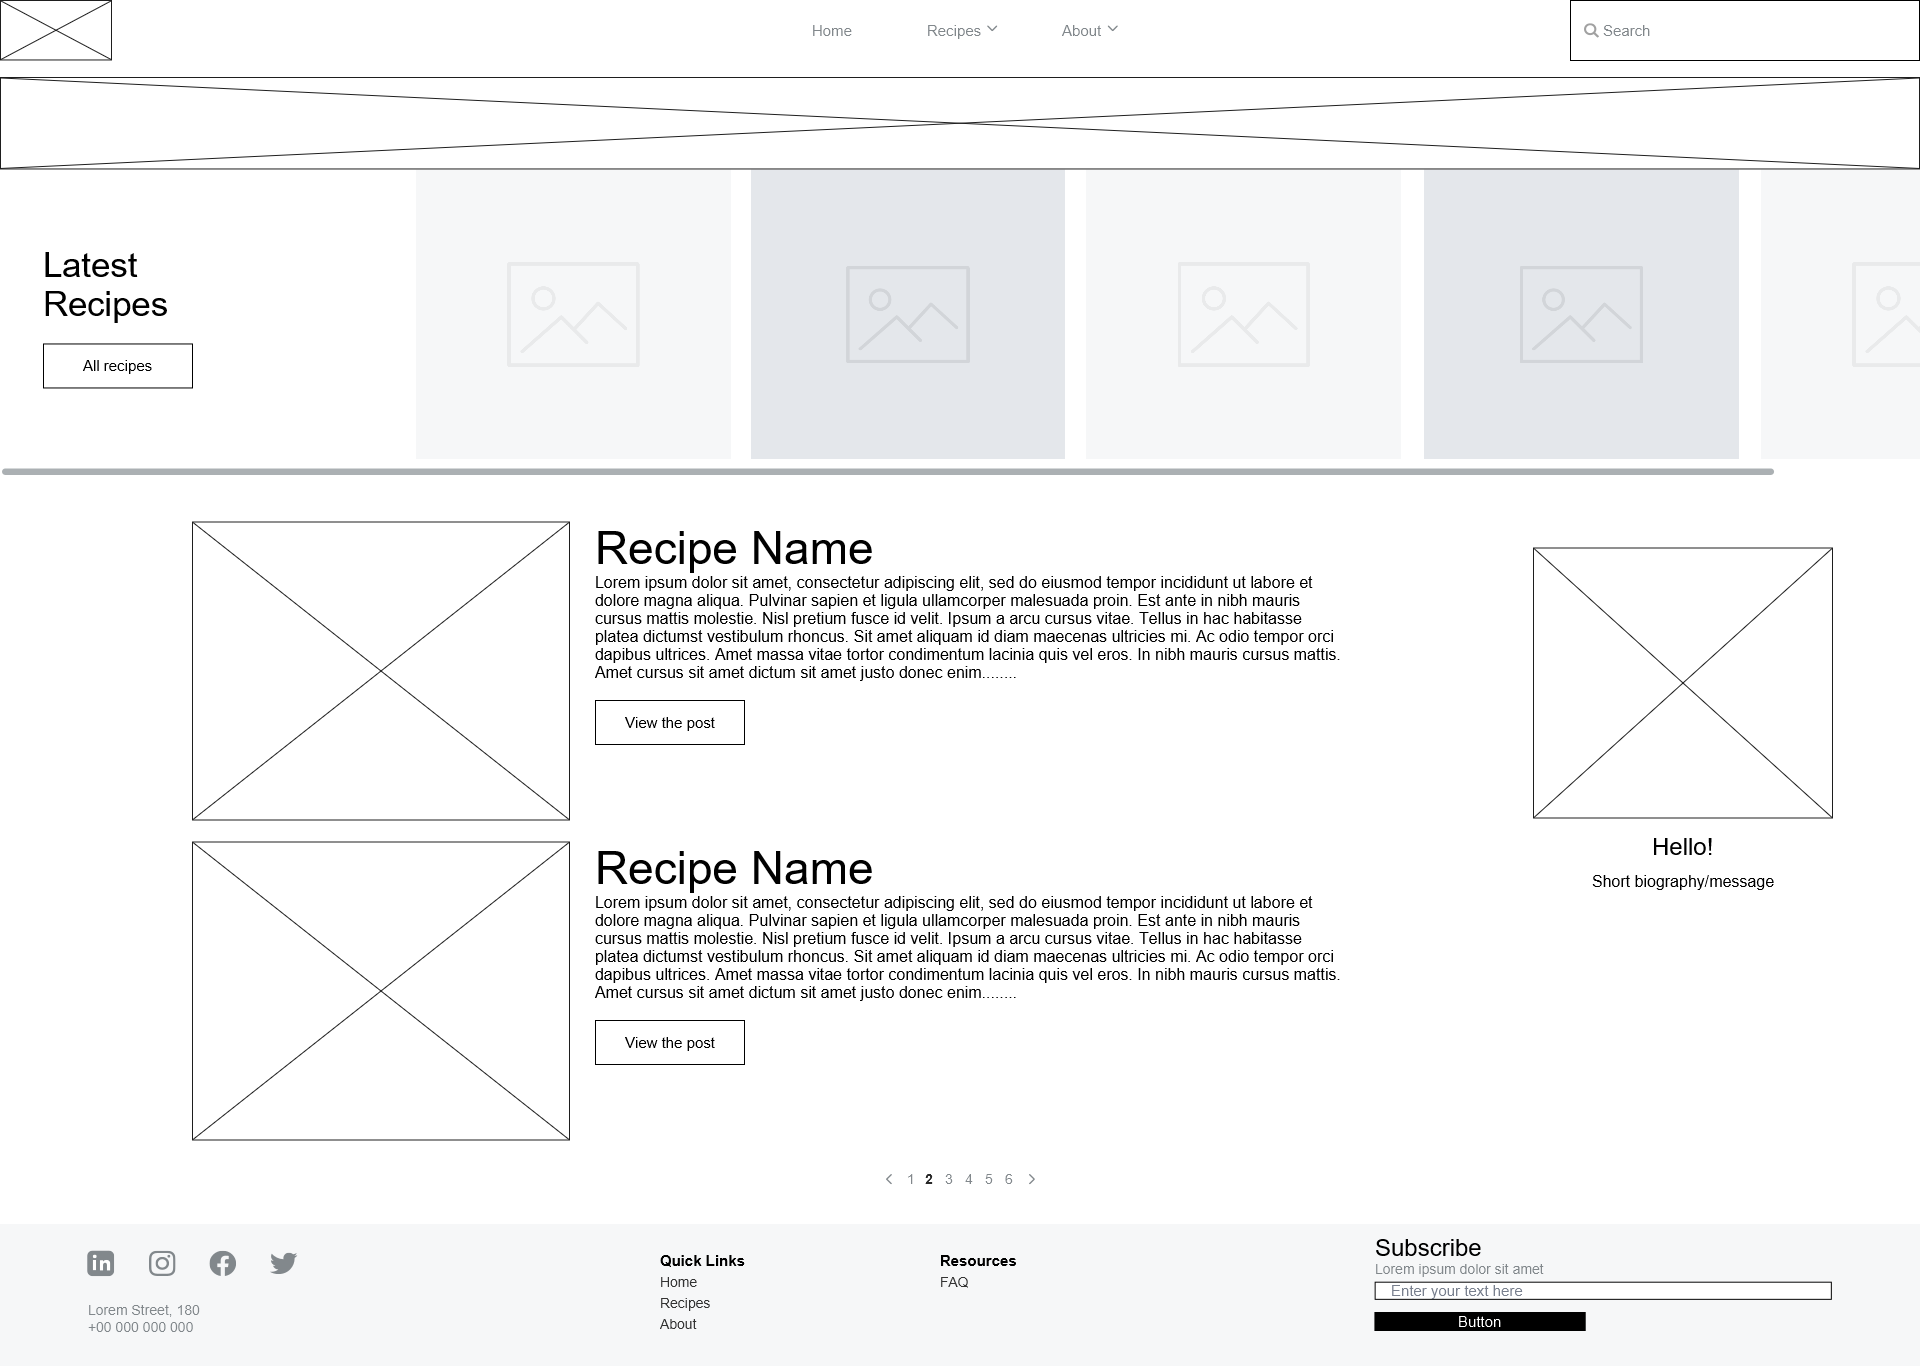 Home
Recipes
About
Search
Latest
Recipes
All recipes
Recipe Name
Lorem ipsum dolor sit amet, consectetur adipiscing elit, sed do eiusmod tempor incididunt ut labore et
dolore magna aliqua. Pulvinar sapien et ligula ullamcorper malesuada proin. Est ante in nibh mauris
cursus mattis molestie. Nisl pretium fusce id velit. Ipsum a arcu cursus vitae. Tellus in hac habitasse
platea dictumst vestibulum rhoncus. Sit amet aliquam id diam maecenas ultricies mi. Ac odio tempor orci
dapibus ultrices. Amet massa vitae tortor condimentum lacinia quis vel eros. In nibh mauris cursus mattis.
Amet cursus sit amet dictum sit amet justo donec enim........
View the post
Recipe Name
Lorem ipsum dolor sit amet, consectetur adipiscing elit, sed do eiusmod tempor incididunt ut labore et
dolore magna aliqua. Pulvinar sapien et ligula ullamcorper malesuada proin. Est ante in nibh mauris
cursus mattis molestie. Nisl pretium fusce id velit. Ipsum a arcu cursus vitae. Tellus in hac habitasse
platea dictumst vestibulum rhoncus. Sit amet aliquam id diam maecenas ultricies mi. Ac odio tempor orci
dapibus ultrices. Amet massa vitae tortor condimentum lacinia quis vel eros. In nibh mauris cursus mattis.
Amet cursus sit amet dictum sit amet justo donec enim........
View the post
Hello!
Short biography/message
1 2 3 4 5 6
in
Lorem Street, 180
+00 000 000 000
Quick Links
Home
Recipes
About
Resources
FAQ
Subscribe
Lorem ipsum dolor sit amet
Enter your text here
Button